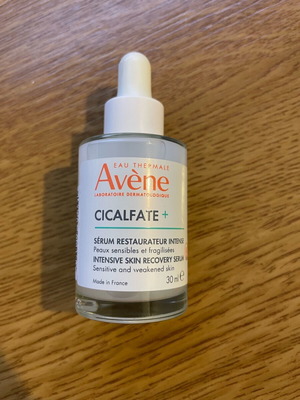 EAU THERMALE
Avène
LABORATOIRE DERMATOLOGIQUE
CICALFATE +
SÉRUM RESTAURATEUR INTENSE
Peaux sensibles et fragilisées
INTENSIVE SKIN RECOVERY SERUM
Sensitive and weakened skin
Made in France
30 ml e